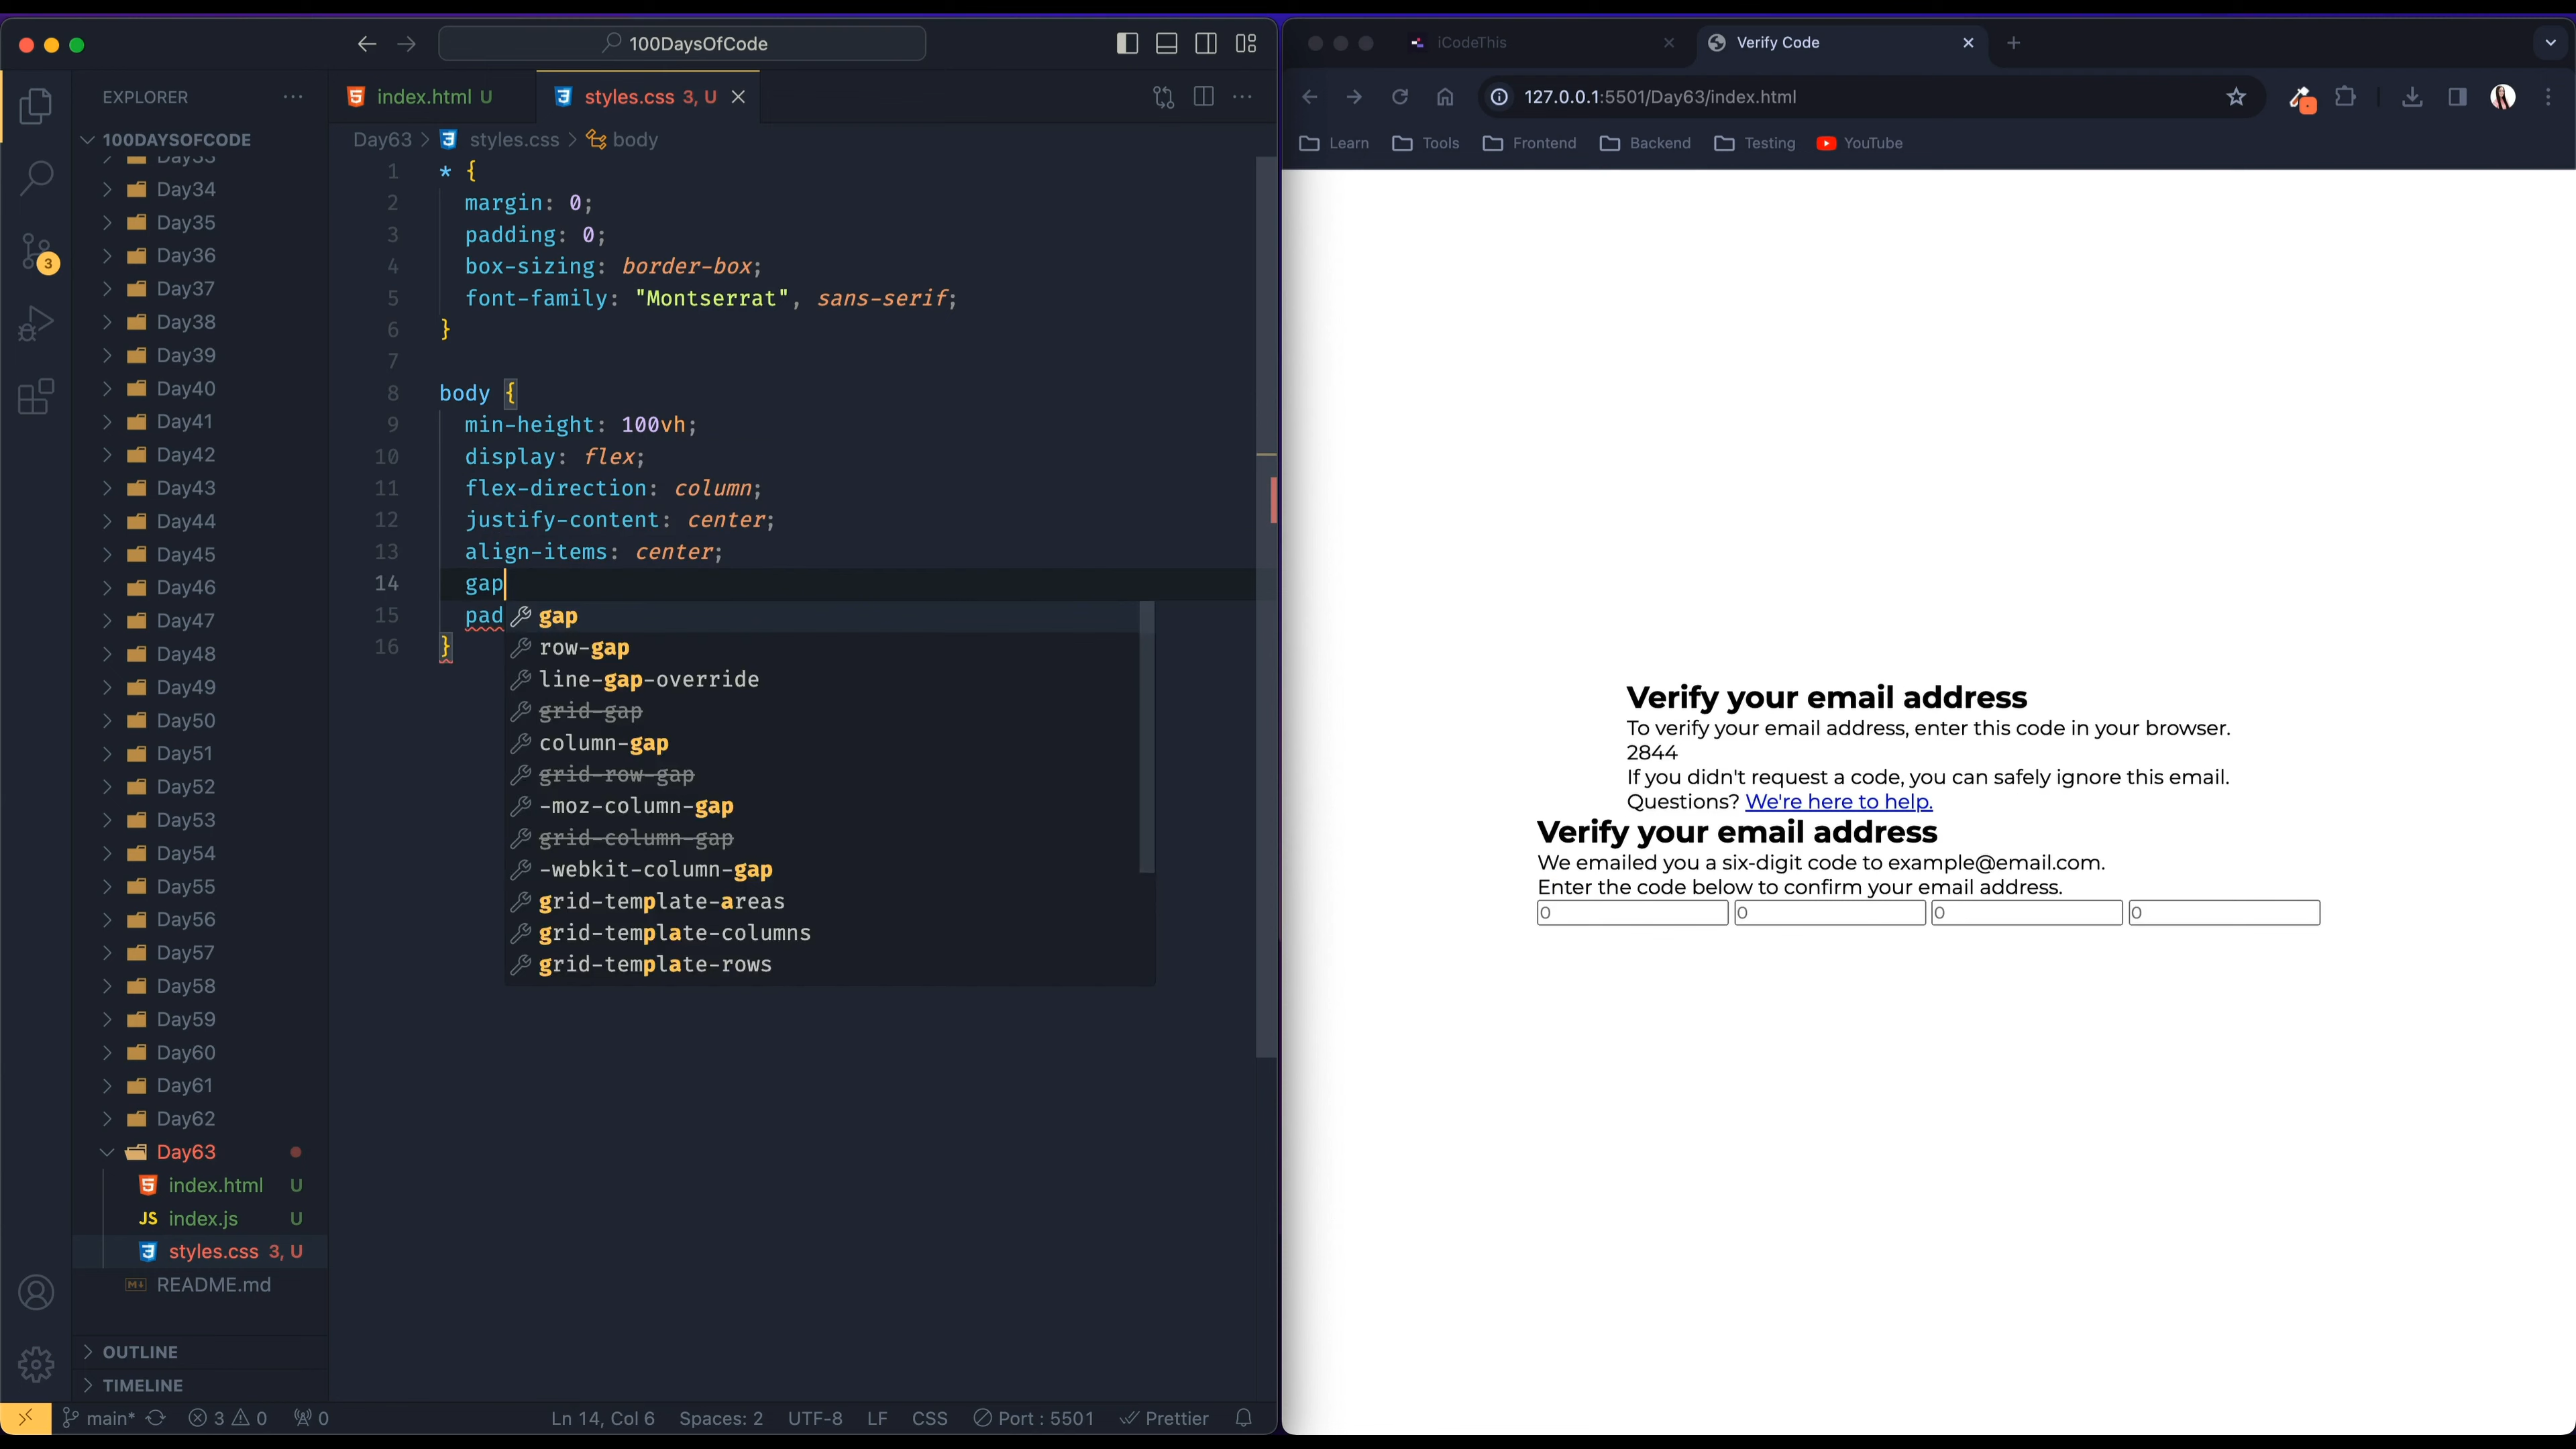 100DaysOfCode
EXPLORER
100DAYSOFCODE
Day33
Day34
Day35
Day36
Day37
Day38
Day39
Day40
Day41
Day42
Day43
Day44
Day45
Day46
Day47
Day48
Day49
Day50
Day51
Day52
Day53
Day54
Day55
Day56
Day57
Day58
Day59
Day60
Day61
Day62
Day63
index.html U
JS index.js U
styles.css 3, U
README.md
OUTLINE
TIMELINE
3
index.html U
styles.css 3, U
Day63 > styles.css > body
1 * {
2 margin: 0;
3 padding: 0;
4 box-sizing: border-box;
5 font-family: "Montserrat", sans-serif;
6 }
7
8 body {
9 min-height: 100vh;
10 display: flex;
11 flex-direction: column;
12 justify-content: center;
13 align-items: center;
14 gap
15 pad
16 }
gap
row-gap
line-gap-override
grid-gap
column-gap
grid-row-gap
-moz-column-gap
grid-column-gap
-webkit-column-gap
grid-template-areas
grid-template-columns
grid-template-rows
main* 3 0 0 Ln 14, Col 6 Spaces: 2 UTF-8 LF CSS Port : 5501 Prettier
iCodeThis
Verify Code
127.0.0.1:5501/Day63/index.html
Learn Tools Frontend Backend Testing YouTube
Verify your email address
To verify your email address, enter this code in your browser.
2844
If you didn't request a code, you can safely ignore this email.
Questions? We're here to help.
Verify your email address
We emailed you a six-digit code to example@email.com.
Enter the code below to confirm your email address.
0 0 0 0